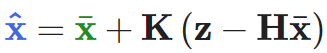 x̂ = x̄ + K (z − Hx̄)